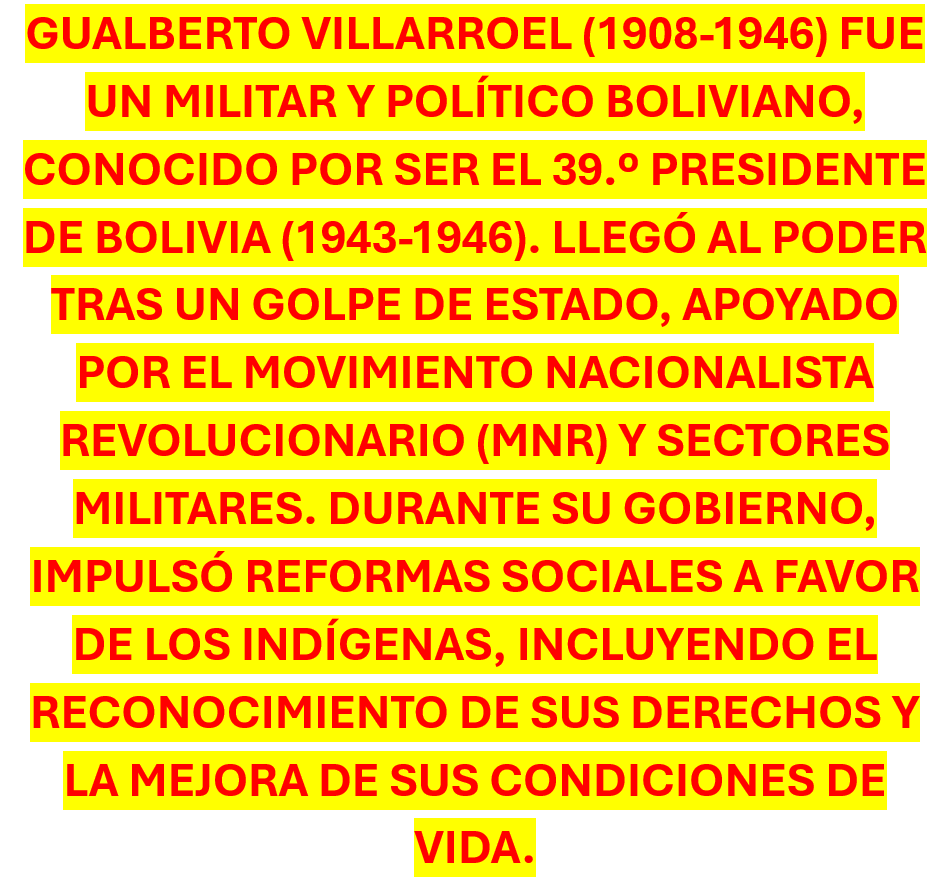 GUALBERTO VILLARROEL (1908-1946) FUE
UN MILITAR Y POLÍTICO BOLIVIANO,
CONOCIDO POR SER EL 39.º PRESIDENTE
DE BOLIVIA (1943-1946). LLEGÓ AL PODER
TRAS UN GOLPE DE ESTADO, APOYADO
POR EL MOVIMIENTO NACIONALISTA
REVOLUCIONARIO (MNR) Y SECTORES
MILITARES. DURANTE SU GOBIERNO,
IMPULSÓ REFORMAS SOCIALES A FAVOR
DE LOS INDÍGENAS, INCLUYENDO EL
RECONOCIMIENTO DE SUS DERECHOS Y
LA MEJORA DE SUS CONDICIONES DE
VIDA.